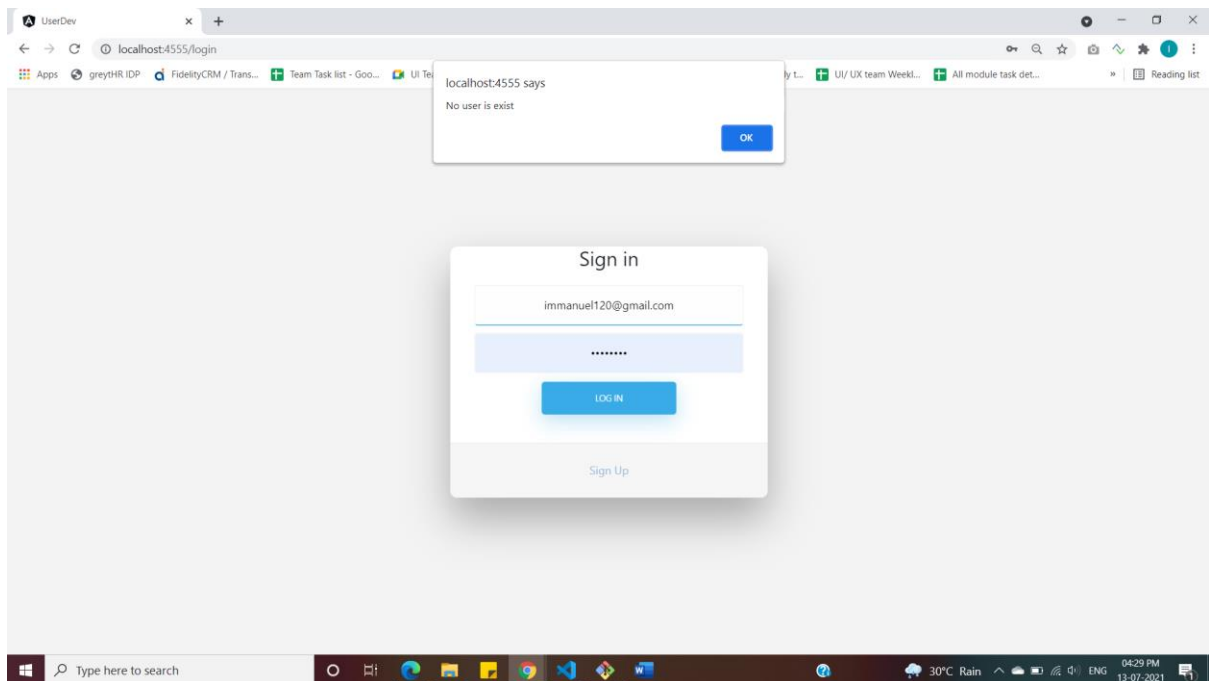 UserDev
localhost:4555/login
Apps greytHR IDP FidelityCRM / Trans... Team Task list - Goo... UI Te ly t... UI/ UX team Weekl... All module task det... » Reading list
localhost:4555 says
No user is exist
OK
Sign in
immanuel120@gmail.com
••••••••
LOG IN
Sign Up
Type here to search
30°C Rain ENG 04:29 PM
13-07-2021